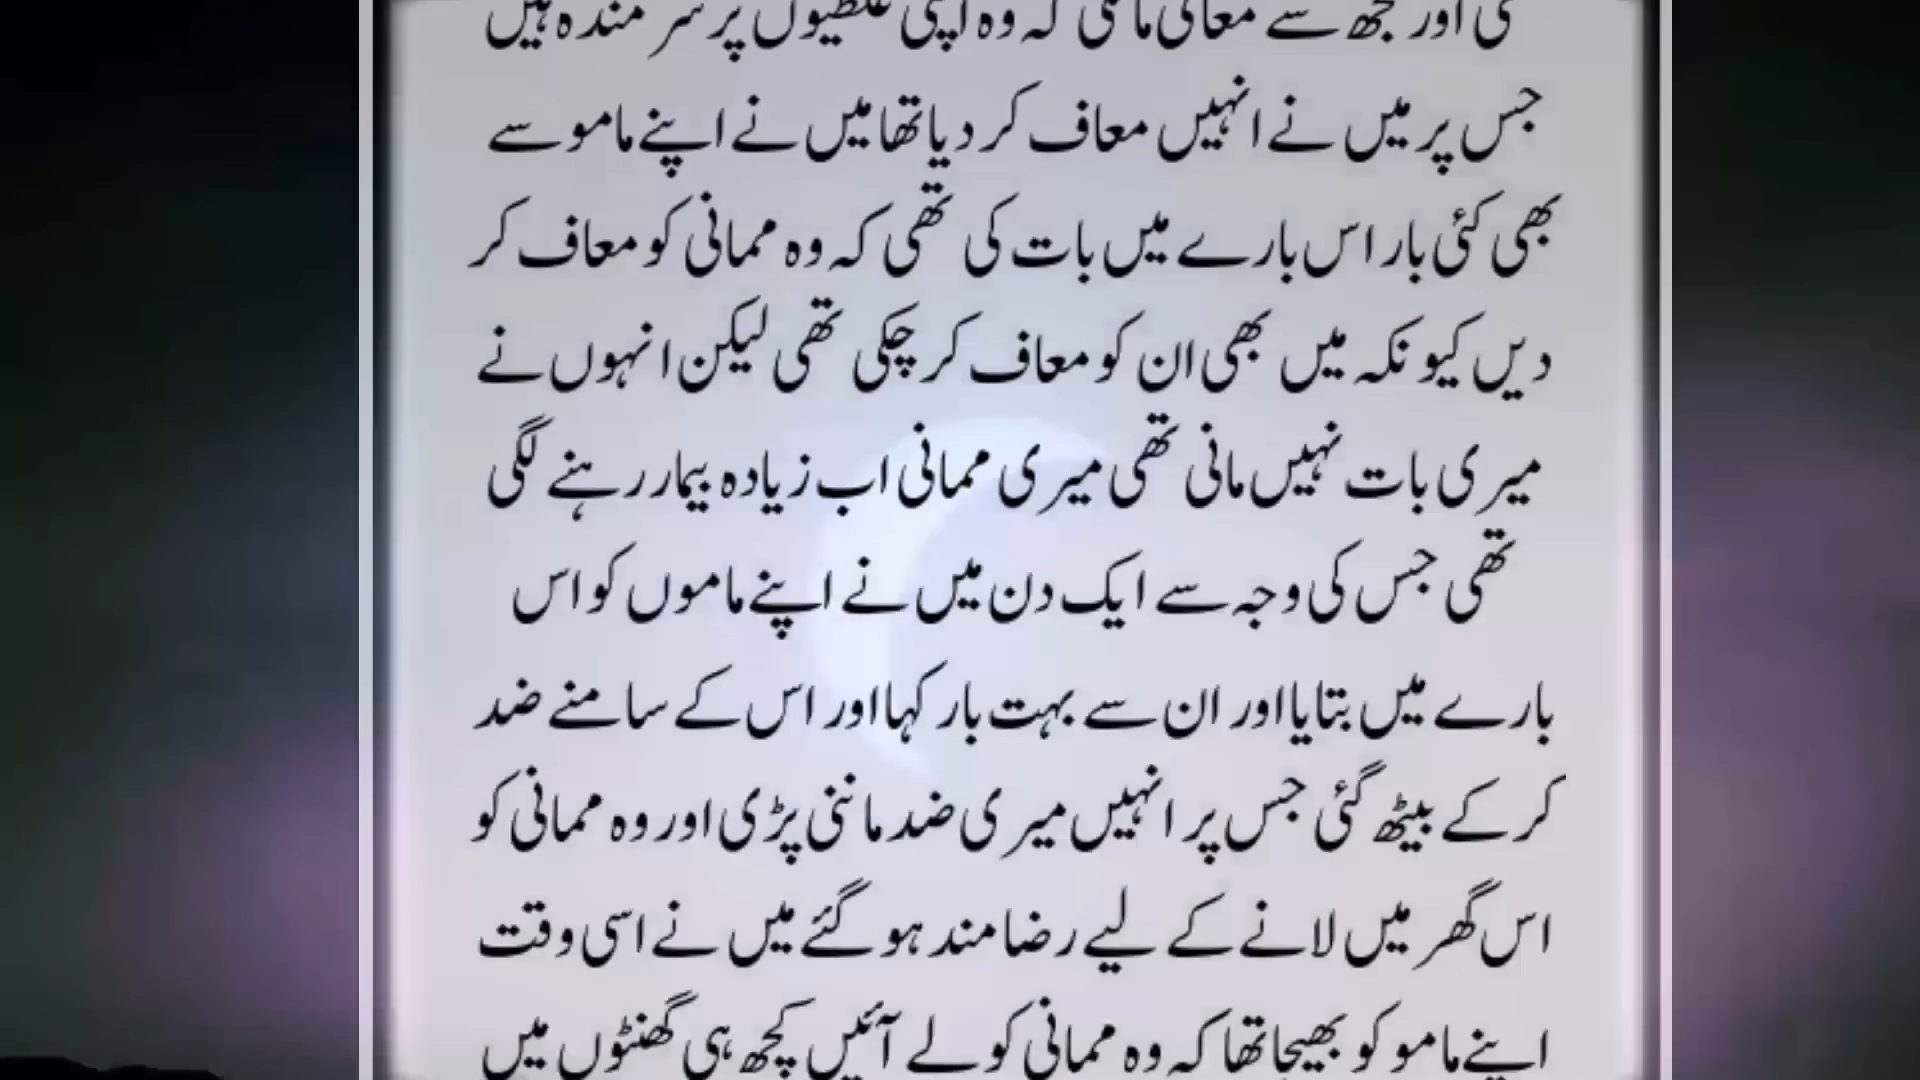 کی اور مجھ سے معافی مانگی کہ وہ اپنی غلطیوں پر شرمندہ ہیں
جس پر میں نے انہیں معاف کر دیا تھا میں نے اپنے ماموسے
بھی کئی بار اس بارے میں بات کی تھی کہ وہ ممانی کو معاف کر
دیں کیونکہ میں بھی ان کو معاف کر چکی تھی لیکن انہوں نے
میری بات نہیں مانی تھی میری ممانی اب زیادہ بیمار رہنے لگی
تھی جس کی وجہ سے ایک دن میں نے اپنے ماموں کو اس
بارے میں بتایا اور ان سے بہت بار کہا اور اس کے سامنے ضد
کر کے بیٹھ گئی جس پر انہیں میری ضد ماننی پڑی اور وہ ممانی کو
اس گھر میں لانے کے لیے رضامند ہو گئے میں نے اسی وقت
اپنے مامو کو بھیجا تھا کہ وہ ممانی کو لے آئیں کچھ ہی گھنٹوں میں